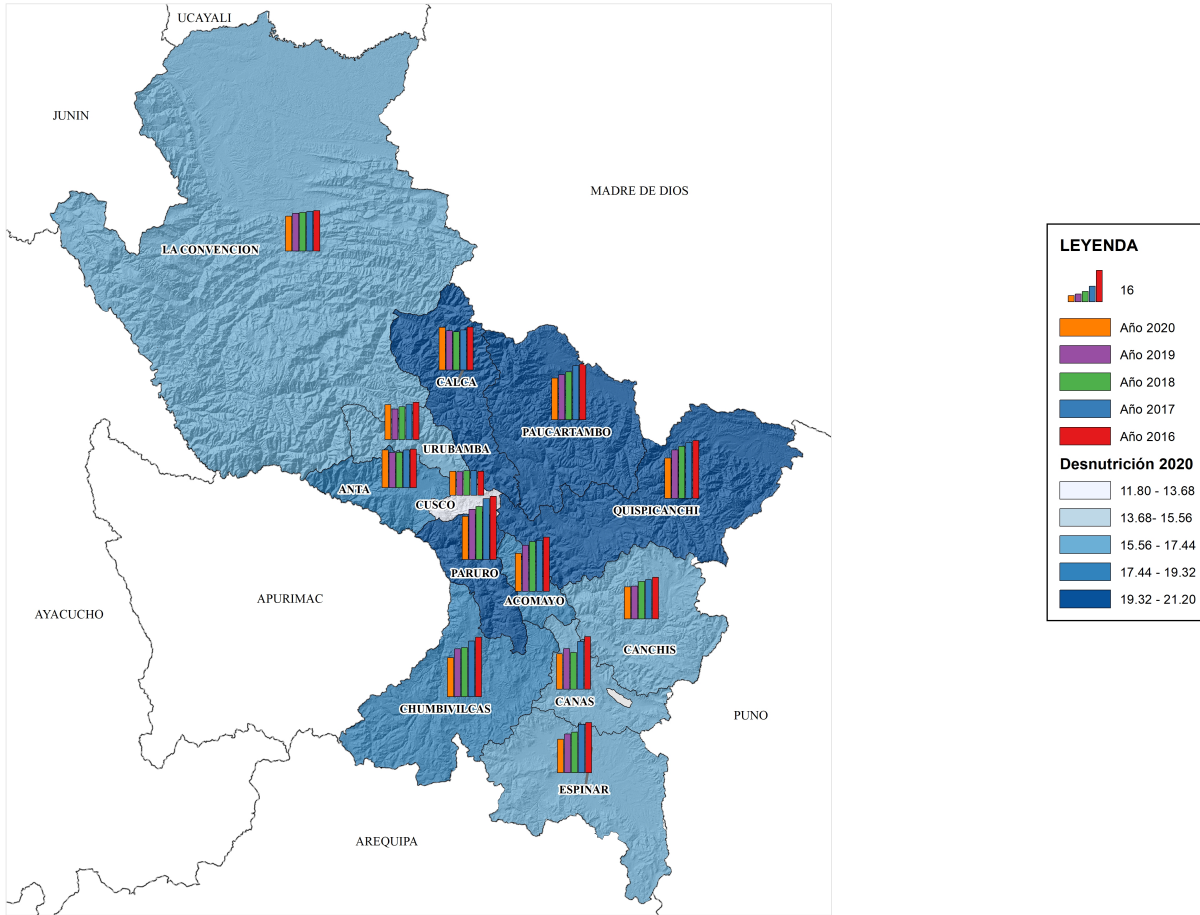 UCAYALI
JUNIN
MADRE DE DIOS
LA CONVENCION
CALCA
PAUCARTAMBO
URUBAMBA
ANTA
CUSCO
QUISPICANCHI
PARURO
ACOMAYO
APURIMAC
AYACUCHO
CANCHIS
CANAS
CHUMBIVILCAS
PUNO
ESPINAR
AREQUIPA
LEYENDA
16
Año 2020
Año 2019
Año 2018
Año 2017
Año 2016
Desnutrición 2020
11.80 - 13.68
13.68- 15.56
15.56 - 17.44
17.44 - 19.32
19.32 - 21.20